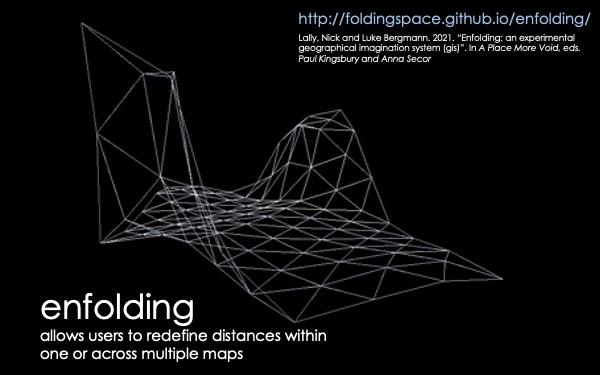 http://foldingspace.github.io/enfolding/
Lally, Nick and Luke Bergmann. 2021. “Enfolding: an experimental
geographical imagination system (gis)”. In A Place More Void, eds.
Paul Kingsbury and Anna Secor
enfolding
allows users to redefine distances within
one or across multiple maps